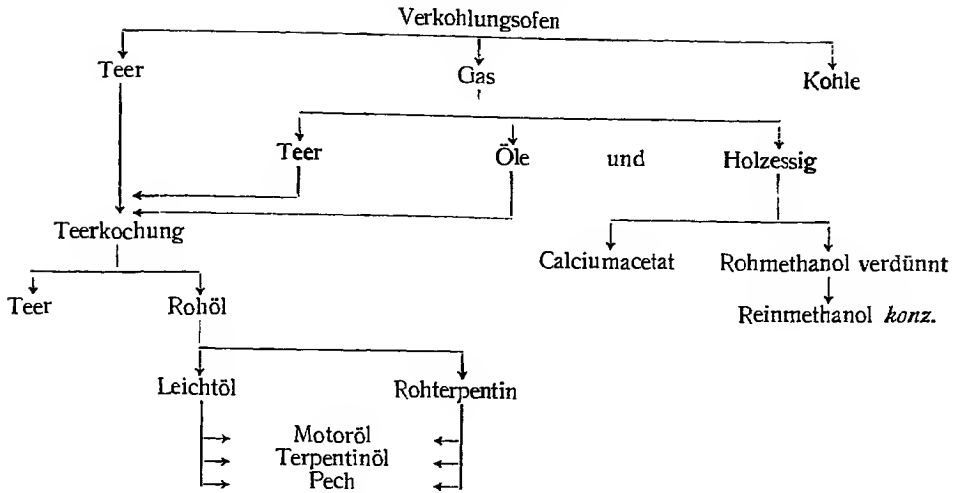 Verkohlungsofen
Teer Gas Kohle
Teer Öle und Holzessig
Teerkochung
Calciumacetat Rohmethanol verdünnt
Teer Rohöl
Reinmethanol konz.
Leichtöl Rohterpentin
Motoröl
Terpentinöl
Pech